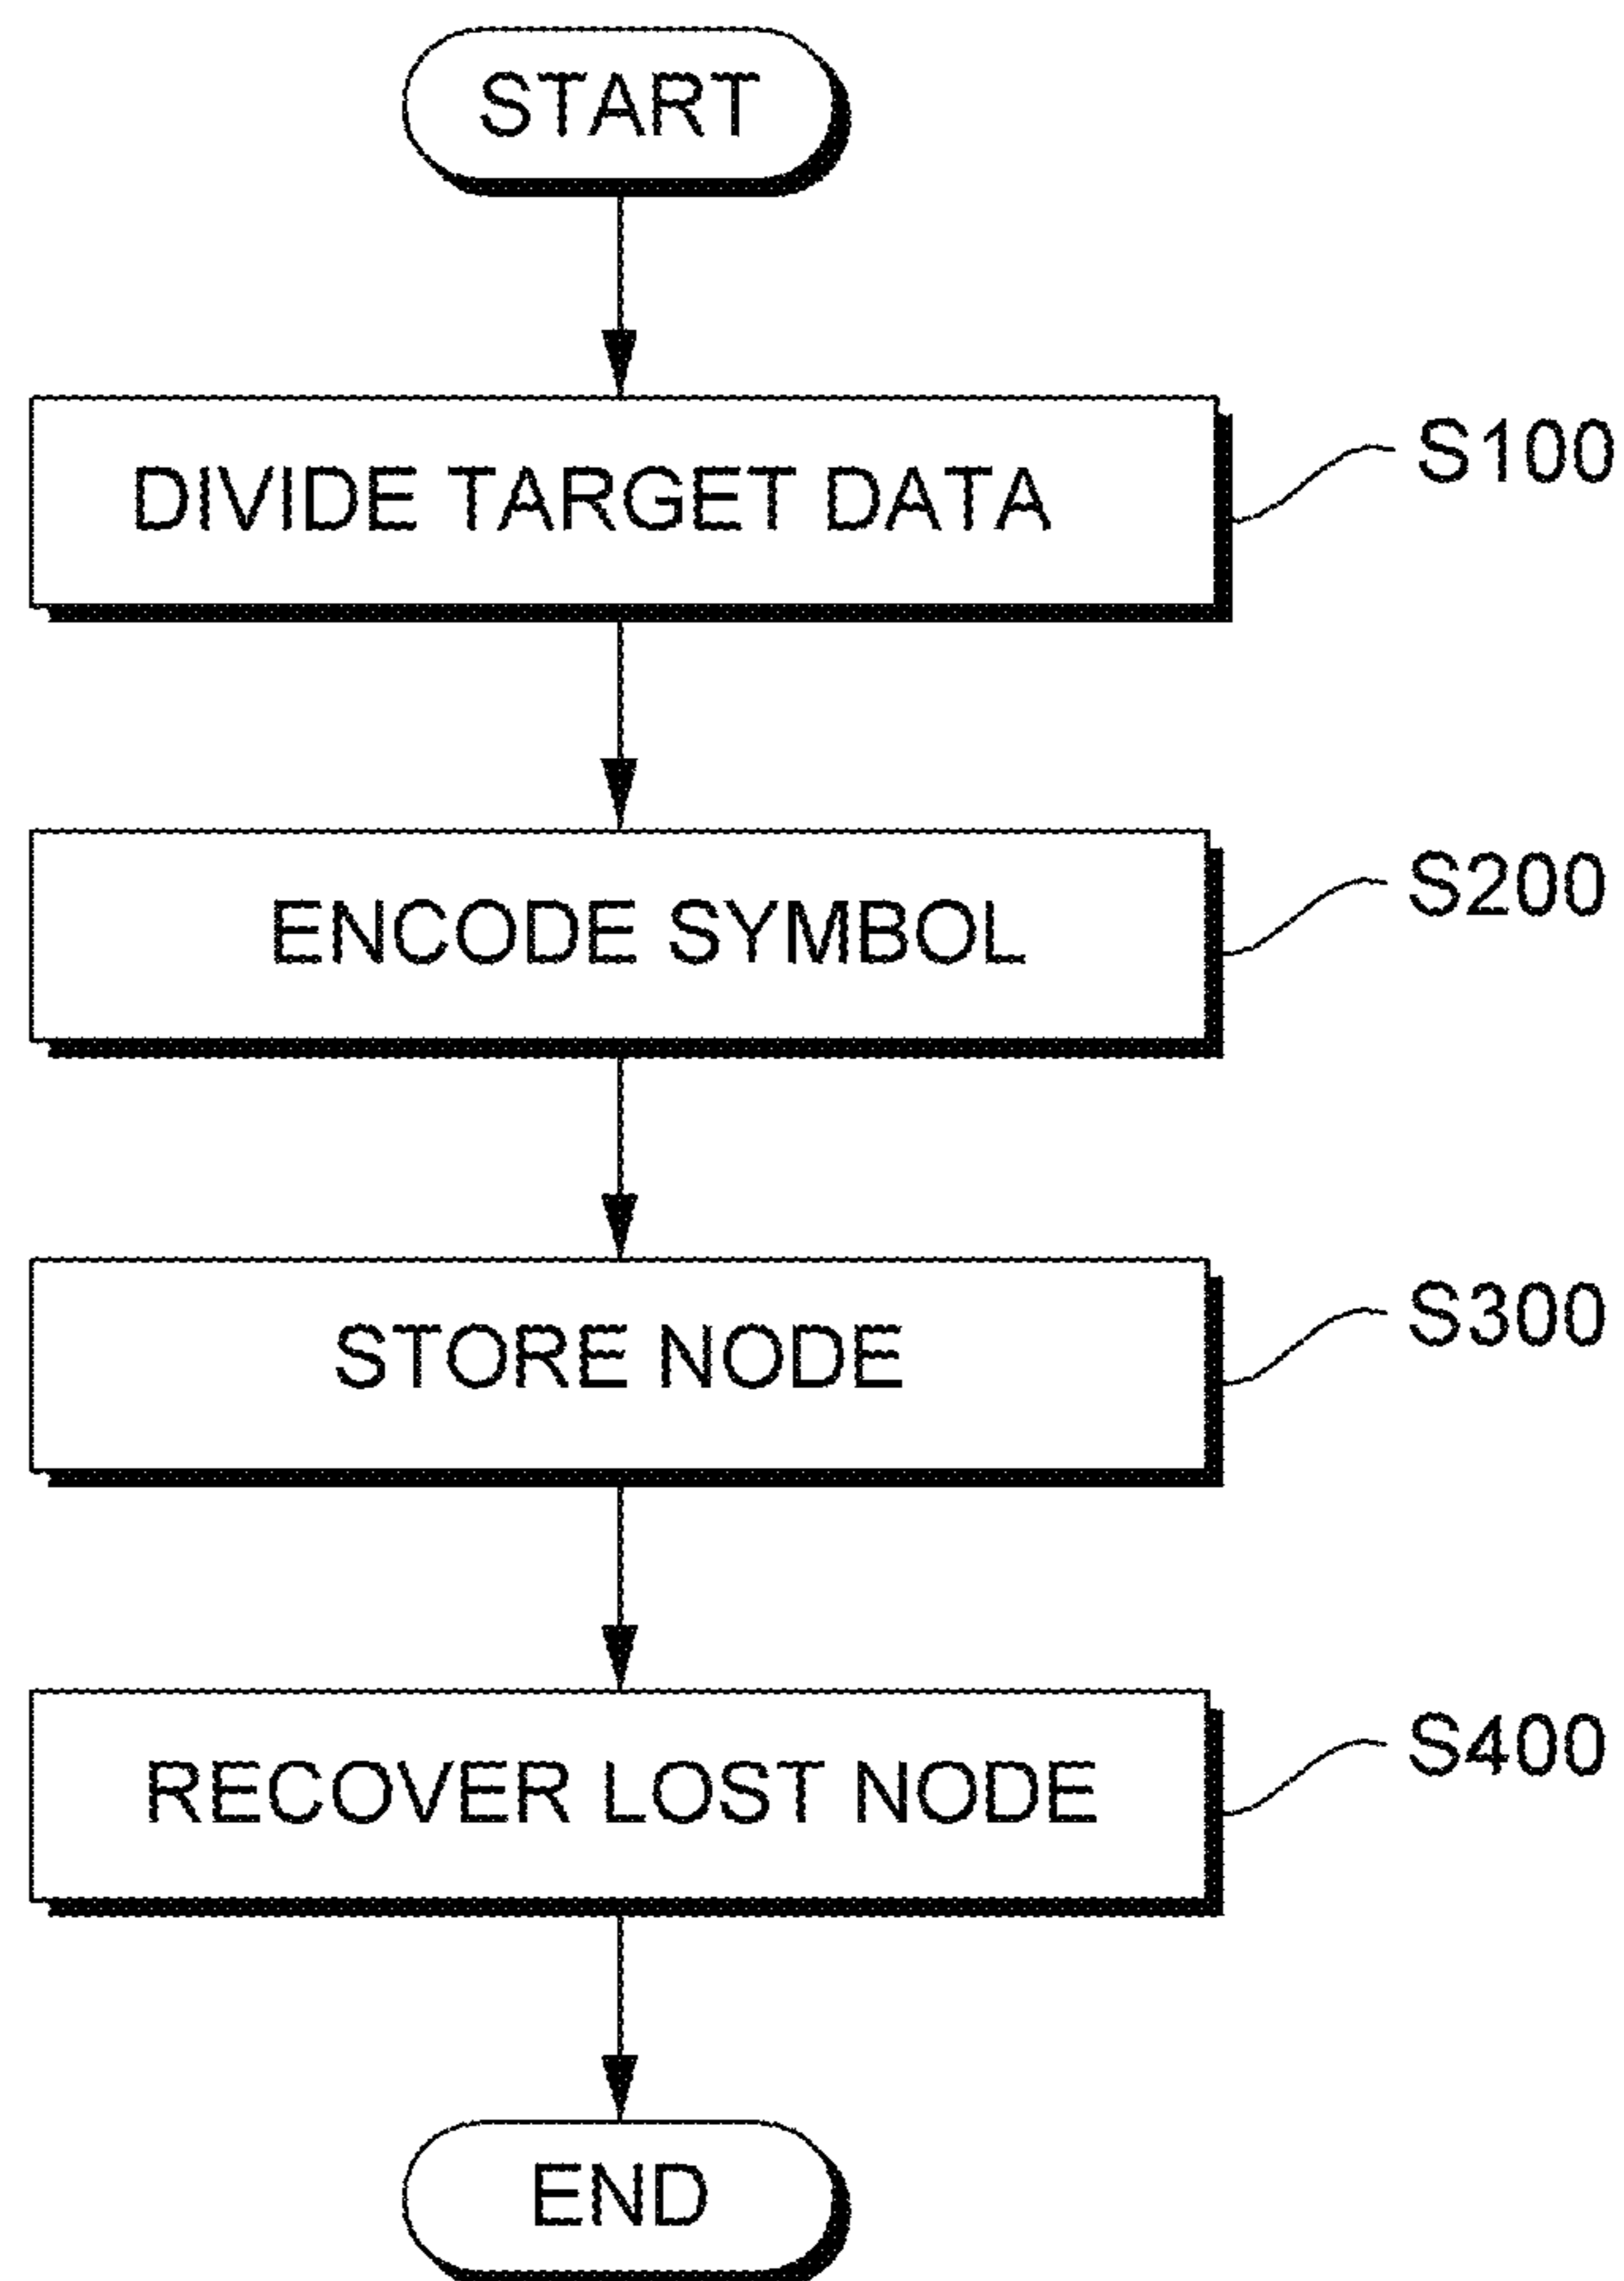 START
DIVIDE TARGET DATA
S100
ENCODE SYMBOL
S200
STORE NODE
S300
RECOVER LOST NODE
S400
END